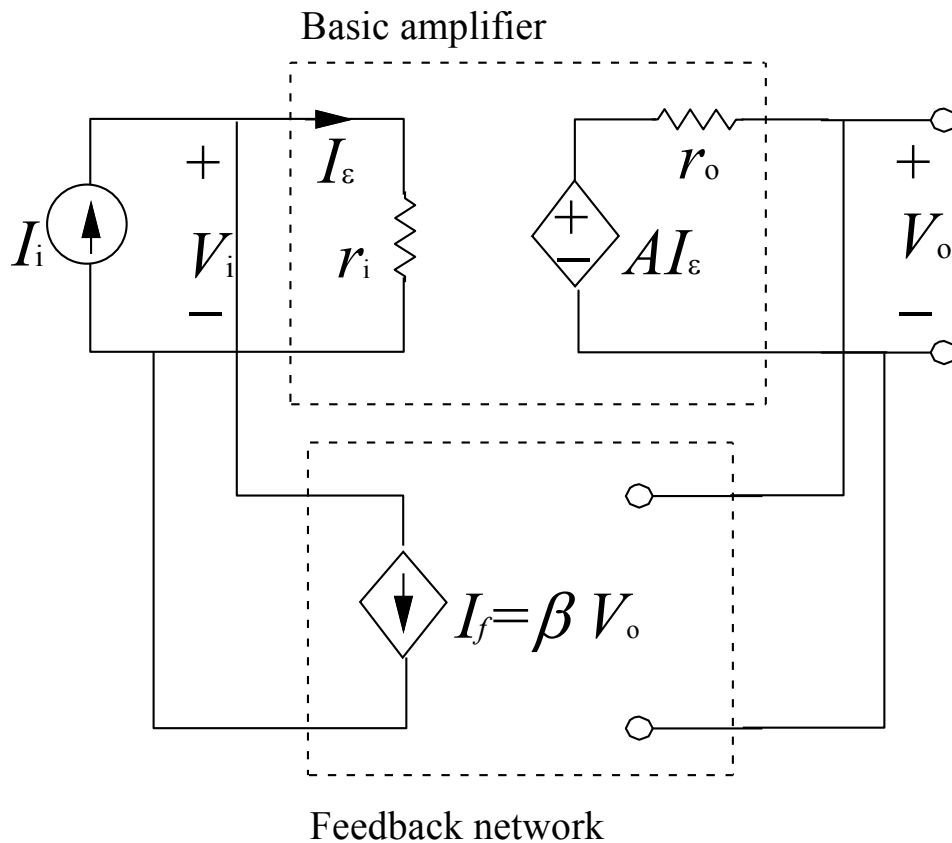 Basic amplifier
+ Iε ro +
Ii Vi ri + − AIε Vo
− −
If=β Vo
Feedback network